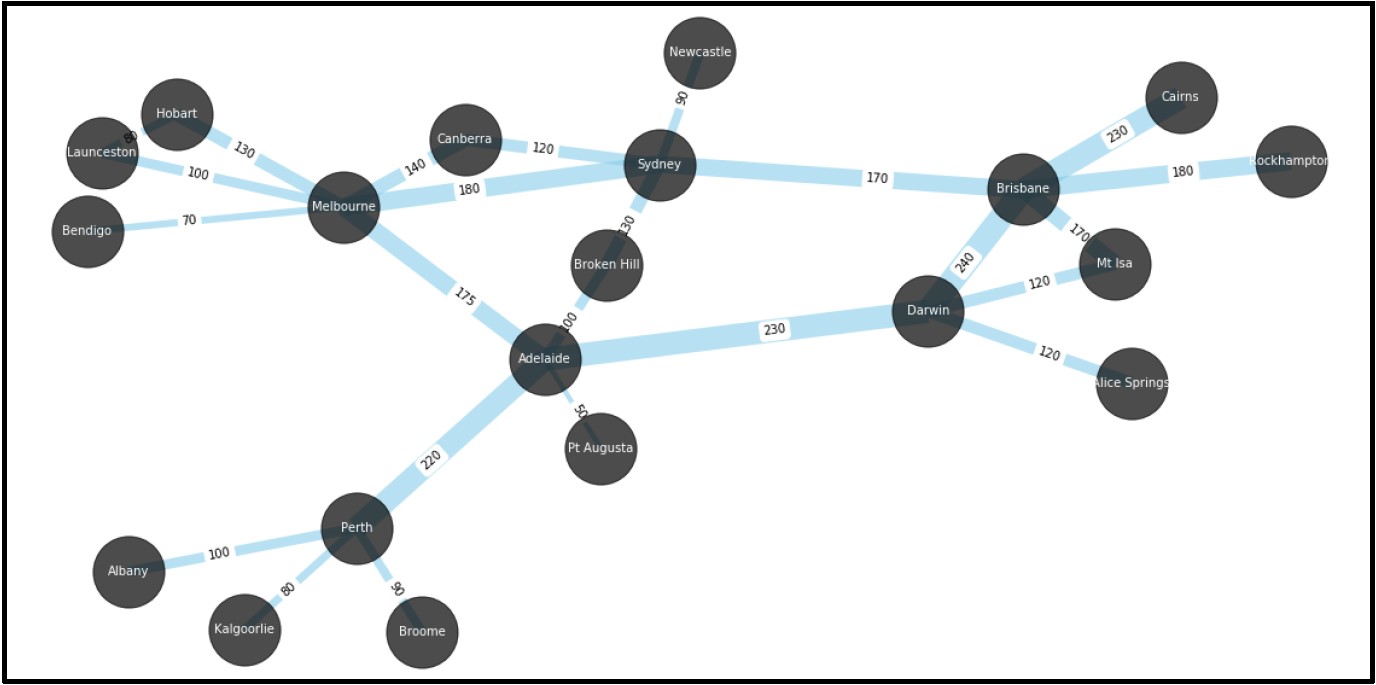 Newcastle
90
Cairns
230
Hobart
80
Launceston
130
100
Canberra
140
120
Sydney
180
170
Brisbane
180
Rockhampton
Melbourne
70
Bendigo
130
170
Broken Hill
240
Mt Isa
120
175
100
230
Darwin
120
Adelaide
Alice Springs
50
Pt Augusta
220
Perth
100
Albany
80
90
Kalgoorlie
Broome